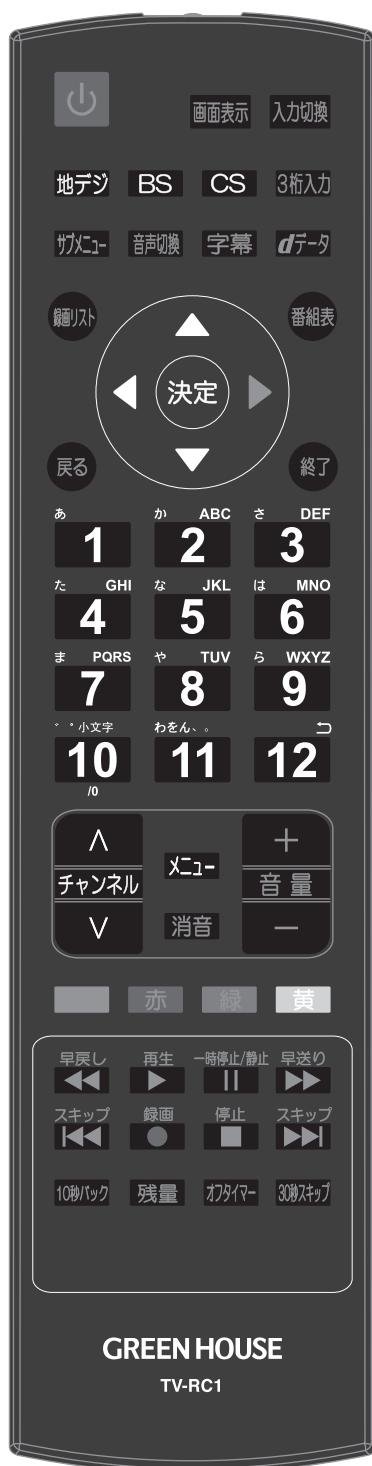 画面表示 入力切換
地デジ BS CS 3桁入力
サブメニュー 音声切換 字幕 dデータ
録画リスト 番組表
決定
戻る 終了
あ か ABC さ DEF
1 2 3
た GHI な JKL は MNO
4 5 6
ま PQRS や TUV ら WXYZ
7 8 9
゛゜小文字 わをん、。
10 11 12
/0
チャンネル メニュー 音量
消音
赤 緑 黄
早戻し 再生 一時停止/静止 早送り
スキップ 録画 停止 スキップ
10秒バック 残量 オフタイマー 30秒スキップ
GREEN HOUSE
TV-RC1